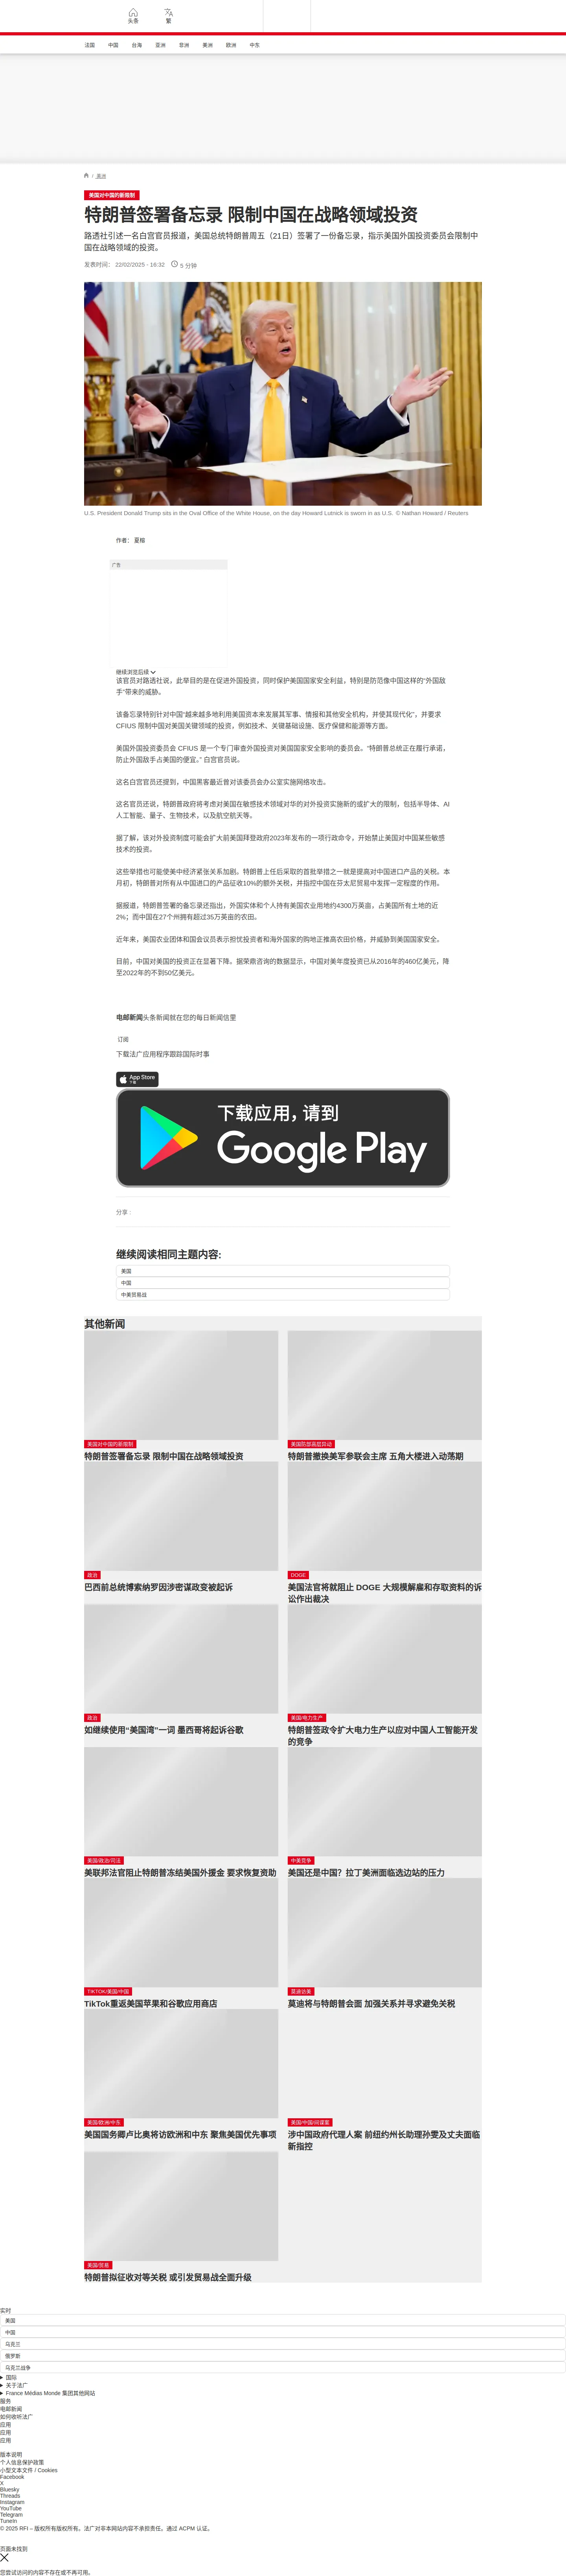 头条
繁
法国 中国 台海 亚洲 非洲 美洲 欧洲 中东
/ 美洲
美国对中国的新规制
特朗普签署备忘录 限制中国在战略领域投资
路透社引述一名白宫官员报道，美国总统特朗普周五（21日）签署了一份备忘录，指示美国外国投资委员会限制中
国在战略领域的投资。
发表时间： 22/02/2025 - 16:32 5 分钟
U.S. President Donald Trump sits in the Oval Office of the White House, on the day Howard Lutnick is sworn in as U.S. © Nathan Howard / Reuters
作者： 夏榕
广告
继续浏览后续
该官员对路透社说，此举目的是在促进外国投资，同时保护美国国家安全利益，特别是防范像中国这样的“外国敌
手”带来的威胁。
该备忘录特别针对中国“越来越多地利用美国资本来发展其军事、情报和其他安全机构，并使其现代化”，并要求
CFIUS 限制中国对美国关键领域的投资，例如技术、关键基础设施、医疗保健和能源等方面。
美国外国投资委员会 CFIUS 是一个专门审查外国投资对美国国家安全影响的委员会。“特朗普总统正在履行承诺，
防止外国敌手占美国的便宜。” 白宫官员说。
这名白宫官员还提到，中国黑客最近曾对该委员会办公室实施网络攻击。
这名官员还说，特朗普政府将考虑对美国在敏感技术领域对华的对外投资实施新的或扩大的限制，包括半导体、AI
人工智能、量子、生物技术，以及航空航天等。
据了解，该对外投资制度可能会扩大前美国拜登政府2023年发布的一项行政命令，开始禁止美国对中国某些敏感
技术的投资。
这些举措也可能使美中经济紧张关系加剧。特朗普上任后采取的首批举措之一就是提高对中国进口产品的关税。本
月初，特朗普对所有从中国进口的产品征收10%的额外关税，并指控中国在芬太尼贸易中发挥一定程度的作用。
据报道，特朗普签署的备忘录还指出，外国实体和个人持有美国农业用地约4300万英亩，占美国所有土地的近
2%；而中国在27个州拥有超过35万英亩的农田。
近年来，美国农业团体和国会议员表示担忧投资者和海外国家的购地正推高农田价格，并威胁到美国国家安全。
目前，中国对美国的投资正在显著下降。据荣鼎咨询的数据显示，中国对美年度投资已从2016年的460亿美元，降
至2022年的不到50亿美元。
电邮新闻头条新闻就在您的每日新闻信里
订阅
下载法广应用程序跟踪国际时事
App Store
下载
下载应用，请到
Google Play
分享 :
继续阅读相同主题内容:
美国
中国
中美贸易战
其他新闻
美国对中国的新规制
特朗普签署备忘录 限制中国在战略领域投资
美国防部高层异动
特朗普撤换美军参联会主席 五角大楼进入动荡期
政治
巴西前总统博索纳罗因涉密谋政变被起诉
DOGE
美国法官将就阻止 DOGE 大规模解雇和存取资料的诉
讼作出裁决
政治
如继续使用“美国湾”一词 墨西哥将起诉谷歌
美国/电力生产
特朗普签政令扩大电力生产以应对中国人工智能开发
的竞争
美国/政治/司法
美联邦法官阻止特朗普冻结美国外援金 要求恢复资助
中美竞争
美国还是中国？拉丁美洲面临选边站的压力
TIKTOK/美国/中国
TikTok重返美国苹果和谷歌应用商店
莫迪访美
莫迪将与特朗普会面 加强关系并寻求避免关税
美国/欧洲/中东
美国国务卿卢比奥将访欧洲和中东 聚焦美国优先事项
美国/中国/间谍案
涉中国政府代理人案 前纽约州长助理孙雯及丈夫面临
新指控
美国/贸易
特朗普拟征收对等关税 或引发贸易战全面升级
实时
美国
中国
乌克兰
俄罗斯
乌克兰战争
国际
关于法广
France Médias Monde 集团其他网站
服务
电邮新闻
如何收听法广
应用
应用
应用
版本说明
个人信息保护政策
小型文本文件 / Cookies
Facebook
X
Bluesky
Threads
Instagram
YouTube
Telegram
TuneIn
© 2025 RFI – 版权所有版权所有。法广对非本网站内容不承担责任。通过 ACPM 认证。
页面未找到
您尝试访问的内容不存在或不再可用。